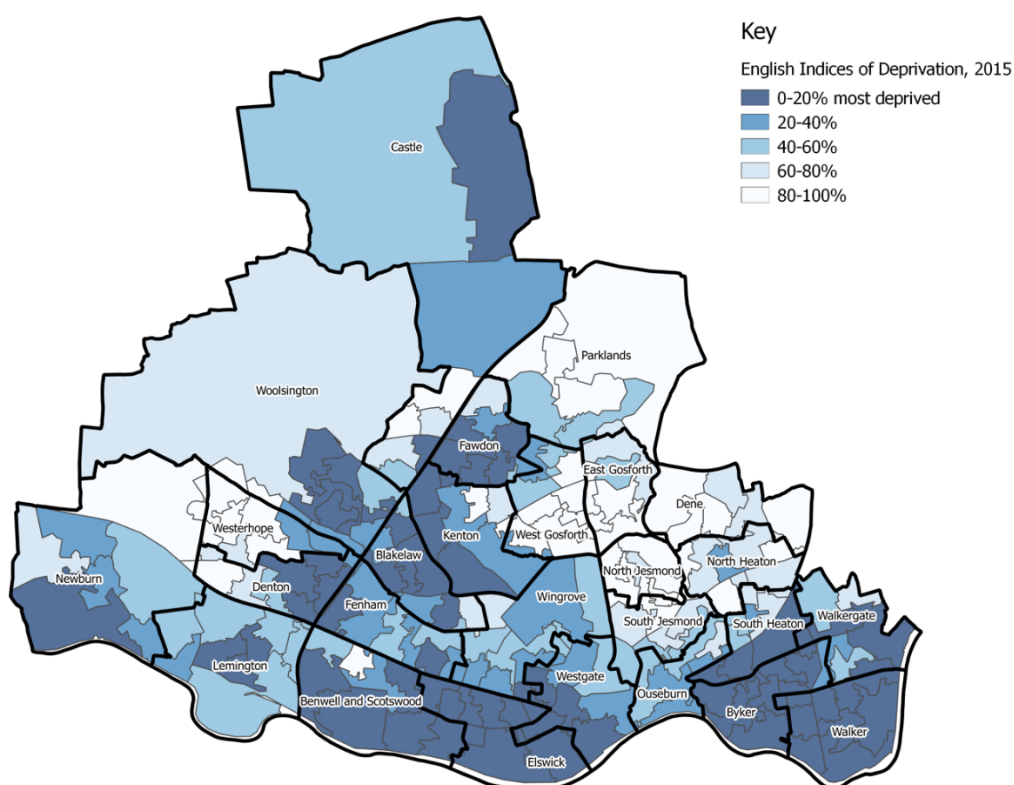 Key
English Indices of Deprivation, 2015
0-20% most deprived
20-40%
40-60%
60-80%
80-100%
Castle
Parklands
Woolsington
Fawdon
East Gosforth
Dene
Westerhope
Kenton
West Gosforth
Blakelaw
North Jesmond
North Heaton
Newburn
Denton
Fenham
Wingrove
South Jesmond
South Heaton
Walkergate
Lemington
Westgate
Ouseburn
Benwell and Scotswood
Byker
Walker
Elswick